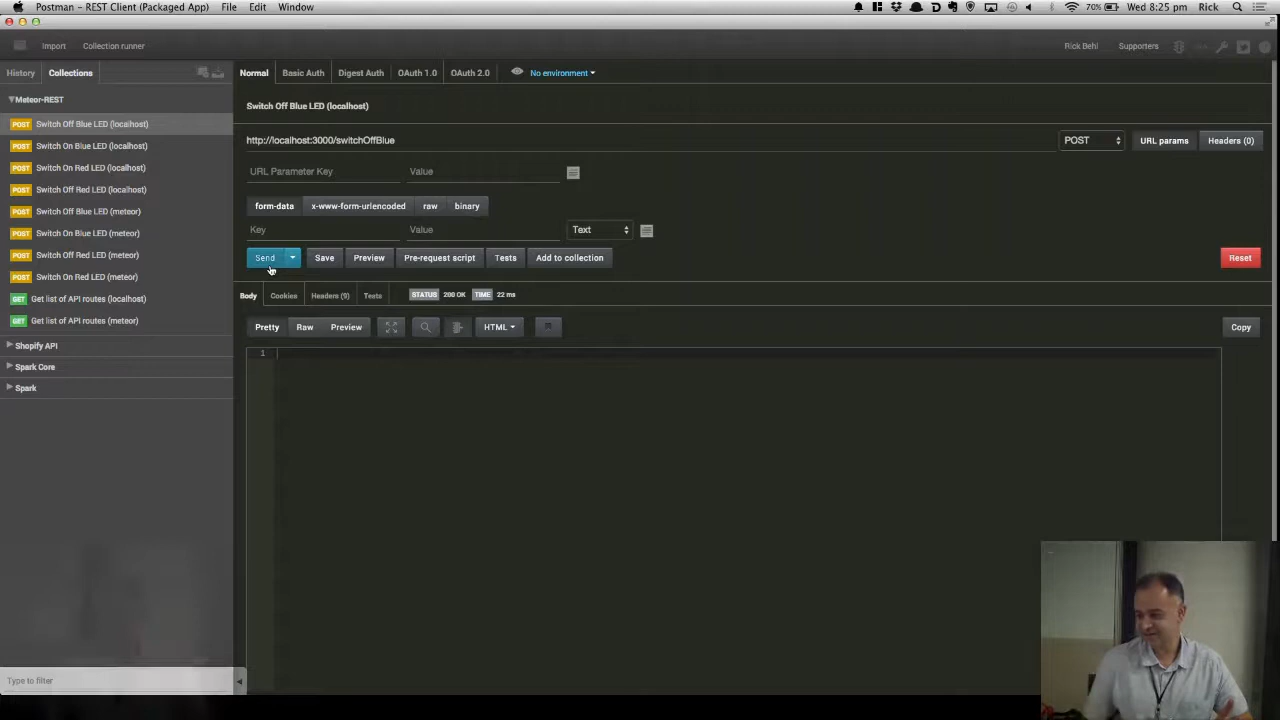 Postman - REST Client (Packaged App) File Edit Window 70% Wed 8:25 pm Rick
Import Collection runner Rick Behl Supporters
History Collections Normal Basic Auth Digest Auth OAuth 1.0 OAuth 2.0 No environment
Meteor-REST
Switch Off Blue LED (localhost)
POST Switch Off Blue LED (localhost)
POST Switch On Blue LED (localhost)
POST Switch On Red LED (localhost)
POST Switch Off Red LED (localhost)
POST Switch Off Blue LED (meteor)
POST Switch On Blue LED (meteor)
POST Switch Off Red LED (meteor)
POST Switch On Red LED (meteor)
GET Get list of API routes (localhost)
GET Get list of API routes (meteor)
Shopify API
Spark Core
Spark
Type to filter
http://localhost:3000/switchOffBlue POST URL params Headers (0)
URL Parameter Key Value
form-data x-www-form-urlencoded raw binary
Key Value Text
Send Save Preview Pre-request script Tests Add to collection Reset
Body Cookies Headers (9) Tests STATUS 200 OK TIME 22 ms
Pretty Raw Preview HTML Copy
1